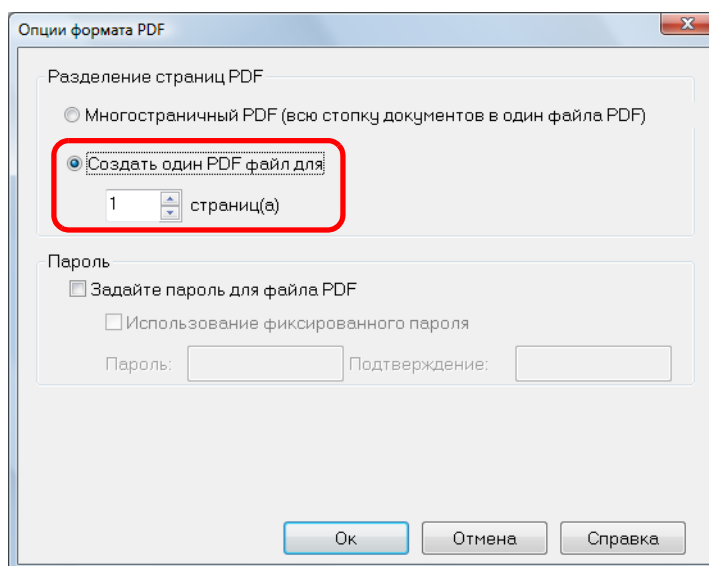 Опции формата PDF
Разделение страниц PDF
Многостраничный PDF (всю стопку документов в один файла PDF)
Создать один PDF файл для
1 страниц(а)
Пароль
Задайте пароль для файла PDF
Использование фиксированного пароля
Пароль: Подтверждение:
Ок Отмена Справка